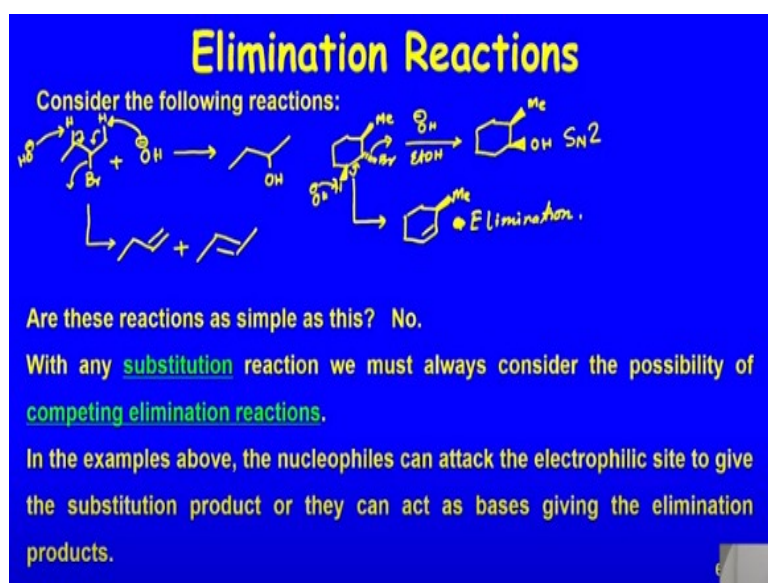 Elimination Reactions
Consider the following reactions:
H H Me ⊖OH Me
HO⊖ Br + ⊖OH → OH Br EtOH OH SN2
⊖OH H Me
+ Elimination.
Are these reactions as simple as this? No.
With any substitution reaction we must always consider the possibility of
competing elimination reactions.
In the examples above, the nucleophiles can attack the electrophilic site to give
the substitution product or they can act as bases giving the elimination
products.